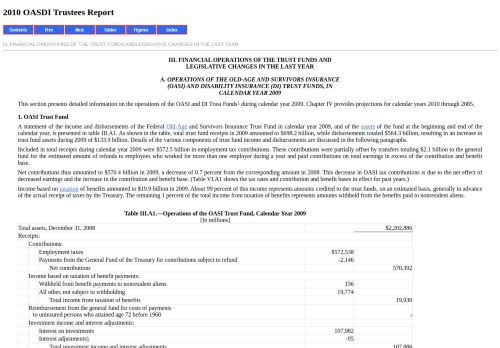 2010 OASDI Trustees Report
Contents Prev Next Tables Figures Index
III. FINANCIAL OPERATIONS OF THE TRUST FUNDS ANDLEGISLATIVE CHANGES IN THE LAST YEAR
III. FINANCIAL OPERATIONS OF THE TRUST FUNDS AND
LEGISLATIVE CHANGES IN THE LAST YEAR
A. OPERATIONS OF THE OLD-AGE AND SURVIVORS INSURANCE
(OASI) AND DISABILITY INSURANCE (DI) TRUST FUNDS, IN
CALENDAR YEAR 2009
This section presents detailed information on the operations of the OASI and DI Trust Funds¹ during calendar year 2009. Chapter IV provides projections for calendar years 2010 through 2085.
1. OASI Trust Fund
A statement of the income and disbursements of the Federal Old-Age and Survivors Insurance Trust Fund in calendar year 2009, and of the assets of the fund at the beginning and end of the
calendar year, is presented in table III.A1. As shown in the table, total trust fund receipts in 2009 amounted to $698.2 billion, while disbursements totaled $564.3 billion, resulting in an increase in
trust fund assets during 2009 of $133.9 billion. Details of the various components of trust fund income and disbursements are discussed in the following paragraphs.
Included in total receipts during calendar year 2009 were $572.5 billion in employment tax contributions. These contributions were partially offset by transfers totaling $2.1 billion to the general
fund for the estimated amount of refunds to employees who worked for more than one employer during a year and paid contributions on total earnings in excess of the contribution and benefit
base.
Net contributions thus amounted to $570.4 billion in 2009, a decrease of 0.7 percent from the corresponding amount in 2008. This decrease in OASI tax contributions is due to the net effect of
decreased earnings and the increase in the contribution and benefit base. (Table VI.A1 shows the tax rates and contribution and benefit bases in effect for past years.)
Income based on taxation of benefits amounted to $19.9 billion in 2009. About 99 percent of this income represents amounts credited to the trust funds, on an estimated basis, generally in advance
of the actual receipt of taxes by the Treasury. The remaining 1 percent of the total income from taxation of benefits represents amounts withheld from the benefits paid to nonresident aliens.
Table III.A1.—Operations of the OASI Trust Fund, Calendar Year 2009
[In millions]
Total assets, December 31, 2008 $2,202,886
Receipts:
Contributions:
Employment taxes $572,538
Payments from the General Fund of the Treasury for contributions subject to refund -2,146
Net contributions 570,392
Income based on taxation of benefit payments:
Withheld from benefit payments to nonresident aliens 156
All other, not subject to withholding 19,774
Total income from taxation of benefits 19,930
Reimbursement from the general fund for costs of payments
to uninsured persons who attained age 72 before 1968
Investment income and interest adjustments:
Interest on investments 107,982
Interest adjustments -95
Total investment income and interest adjustments 107,886